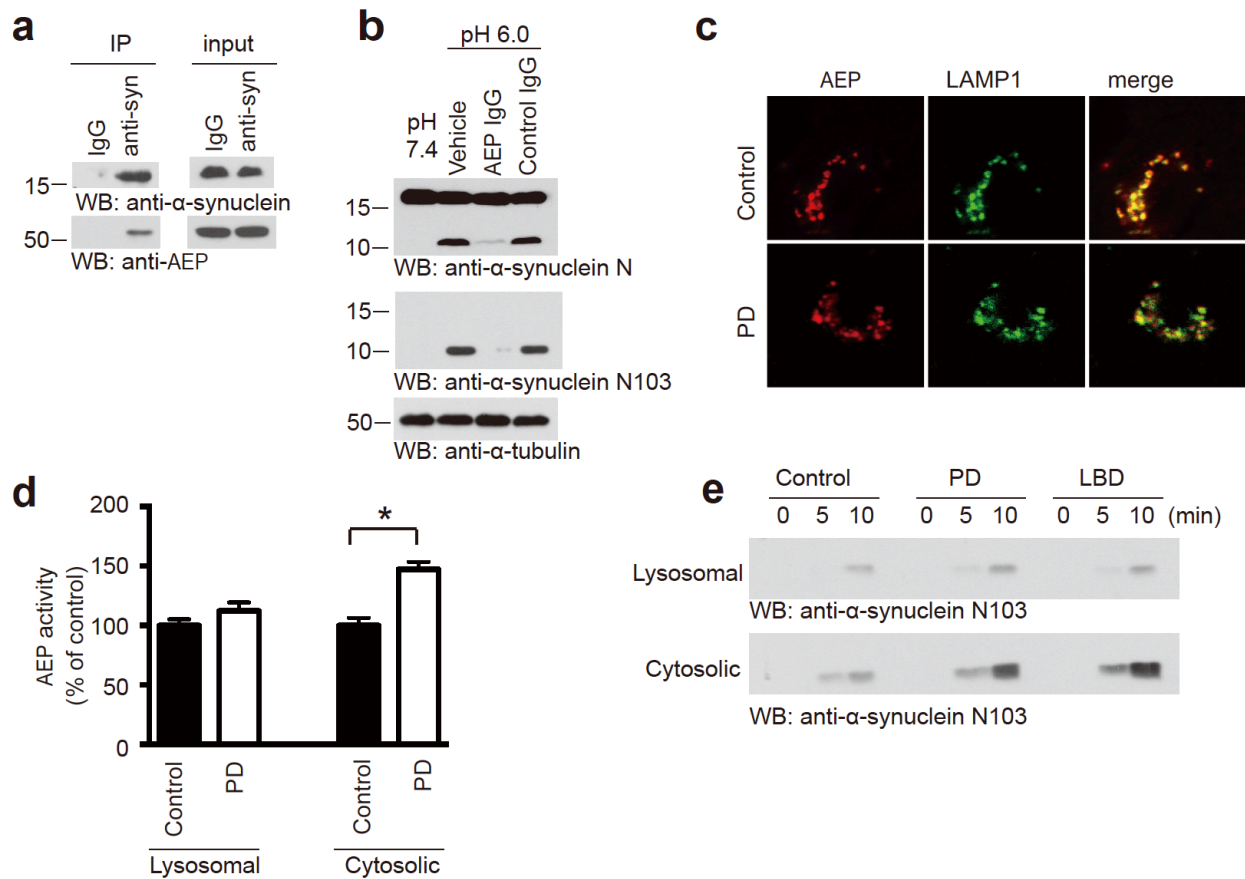 a
IP
input
IgG
anti-syn
IgG
anti-syn
15
WB: anti-α-synuclein
50
WB: anti-AEP
b
pH 6.0
pH
7.4
Vehicle
AEP IgG
Control IgG
15
10
WB: anti-α-synuclein N
15
10
WB: anti-α-synuclein N103
50
WB: anti-α-tubulin
c
AEP
LAMP1
merge
Control
PD
d
AEP activity
(% of control)
200
150
100
50
0
*
Control
PD
Control
PD
Lysosomal
Cytosolic
e
Control
PD
LBD
0 5 10 0 5 10 0 5 10 (min)
Lysosomal
WB: anti-α-synuclein N103
Cytosolic
WB: anti-α-synuclein N103